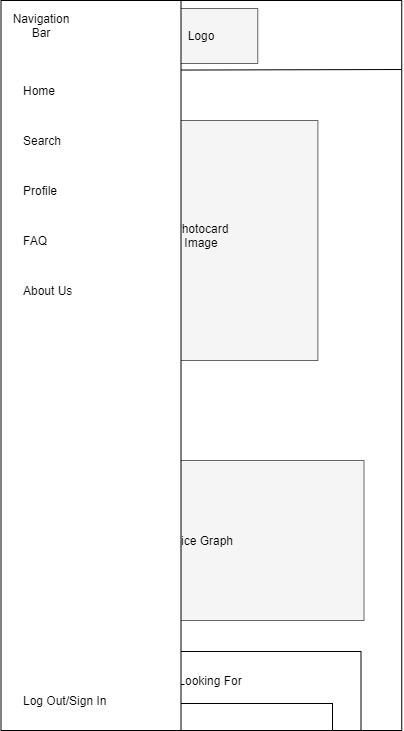 Navigation
Bar
Logo
Home
Search
Profile
hotocard
Image
FAQ
About Us
ice Graph
Looking For
Log Out/Sign In